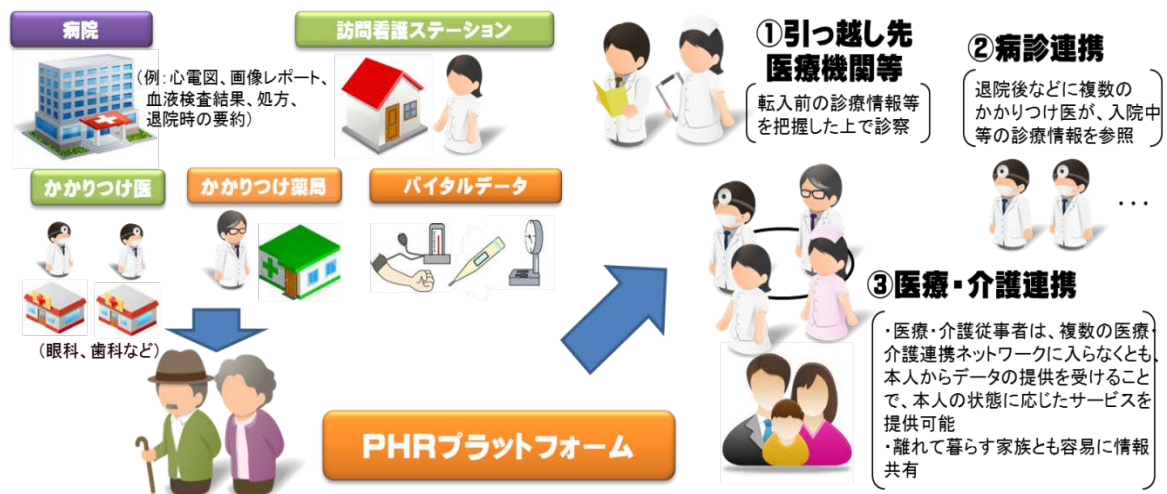 病院
(例:心電図、画像レポート、
血液検査結果、処方、
退院時の要約)
訪問看護ステーション
かかりつけ医
(眼科、歯科など)
かかりつけ薬局
バイタルデータ
PHRプラットフォーム
①引っ越し先
医療機関等
転入前の診療情報等
を把握した上で診察
②病診連携
退院後などに複数の
かかりつけ医が、入院中
等の診療情報を参照
・・・
③医療・介護連携
・医療・介護従事者は、複数の医療・
介護連携ネットワークに入らなくとも、
本人からデータの提供を受けること
で、本人の状態に応じたサービスを
提供可能
・離れて暮らす家族とも容易に情報
共有